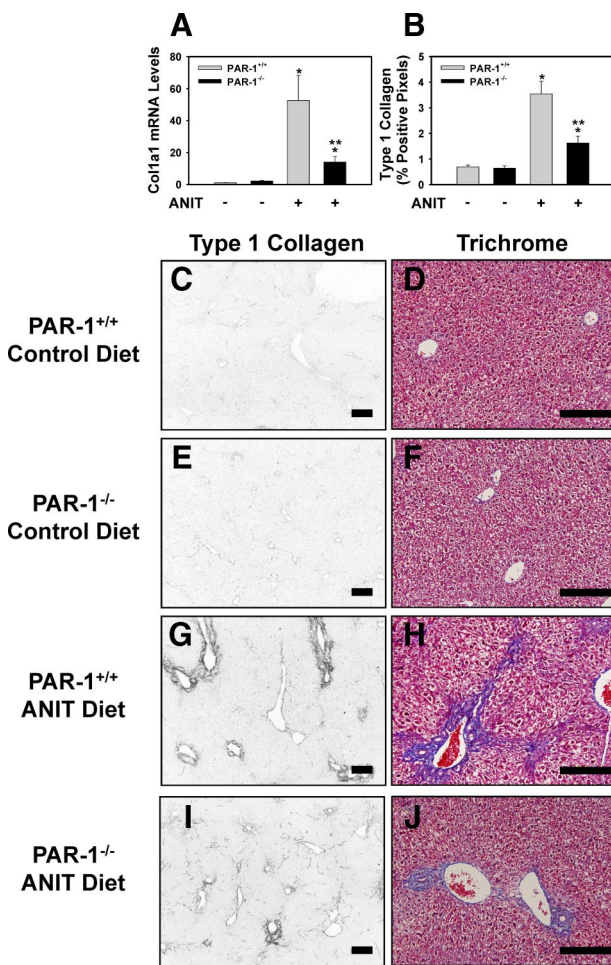 A
Col1a1 mRNA Levels
80
60
40
20
0
PAR-1+/+
PAR-1-/-
*
**
*
ANIT - - + +
B
Type 1 Collagen
(% Positive Pixels)
5
4
3
2
1
0
PAR-1+/+
PAR-1-/-
*
**
*
ANIT - - + +
Type 1 Collagen
Trichrome
PAR-1+/+
Control Diet
C
D
PAR-1-/-
Control Diet
E
F
PAR-1+/+
ANIT Diet
G
H
PAR-1-/-
ANIT Diet
I
J